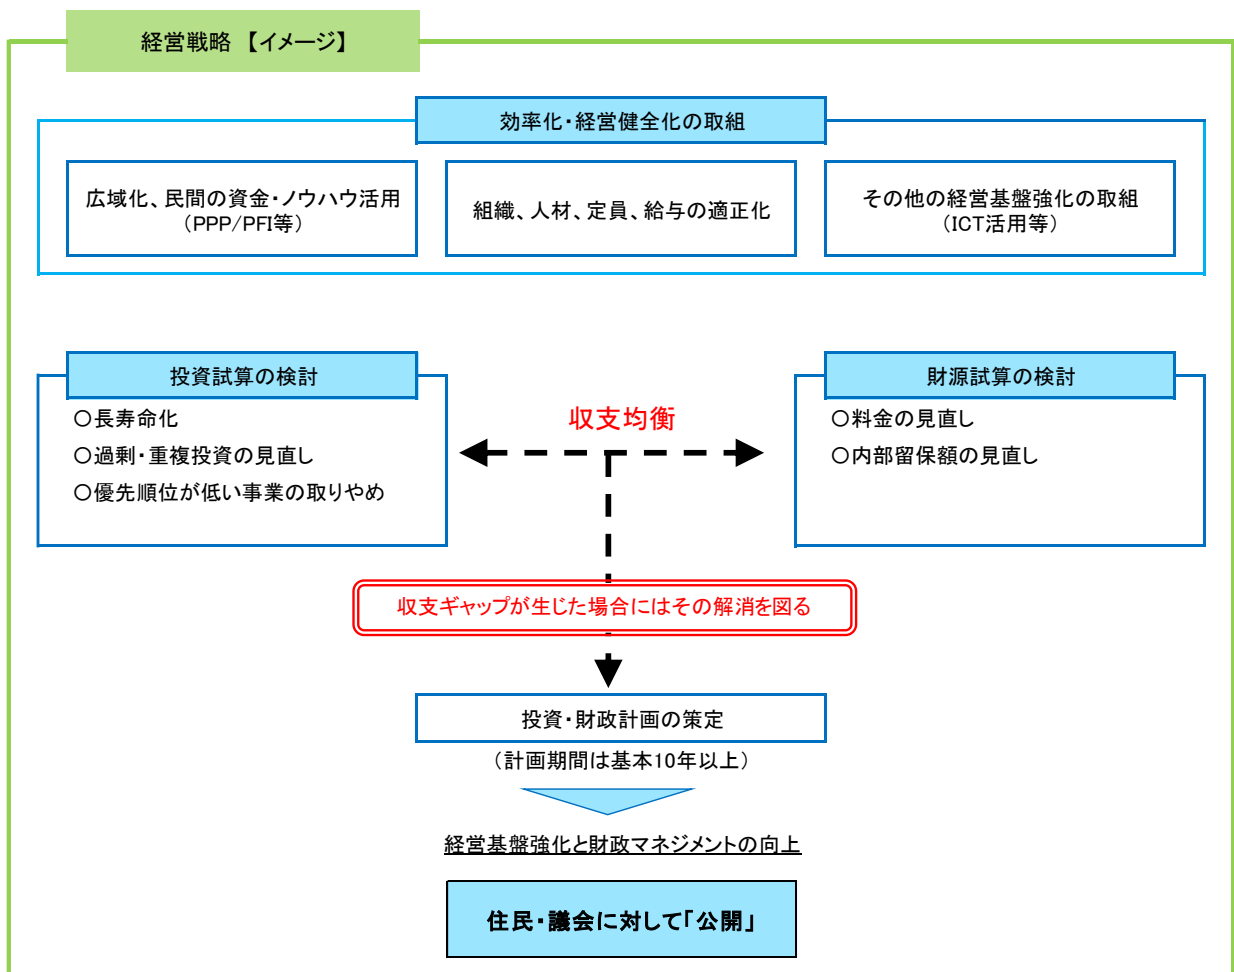 経営戦略 【イメージ】
効率化・経営健全化の取組
広域化、民間の資金・ノウハウ活用
（PPP/PFI等）
組織、人材、定員、給与の適正化
その他の経営基盤強化の取組
（ICT活用等）
投資試算の検討
○長寿命化
○過剰・重複投資の見直し
○優先順位が低い事業の取りやめ
収支均衡
財源試算の検討
○料金の見直し
○内部留保額の見直し
収支ギャップが生じた場合にはその解消を図る
投資・財政計画の策定
（計画期間は基本10年以上）
経営基盤強化と財政マネジメントの向上
住民・議会に対して「公開」